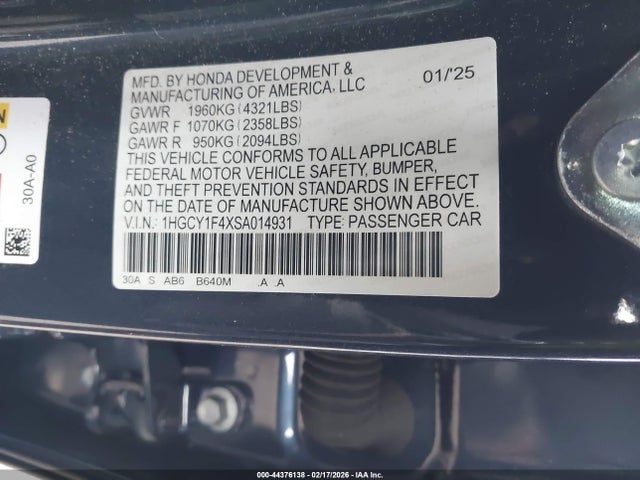 MFD. BY HONDA DEVELOPMENT &
MANUFACTURING OF AMERICA, LLC 01/'25
GVWR 1960KG(4321LBS)
GAWR F 1070KG(2358LBS)
GAWR R 950KG(2094LBS)
THIS VEHICLE CONFORMS TO ALL APPLICABLE
FEDERAL MOTOR VEHICLE SAFETY, BUMPER,
AND THEFT PREVENTION STANDARDS IN EFFECT
ON THE DATE OF MANUFACTURE SHOWN ABOVE.
V.I.N.: 1HGCY1F4XSA014931 TYPE: PASSENGER CAR
30A S AB6 B640M .A .A
30A-A0
000-44376138 - 02/17/2026 - IAA Inc.